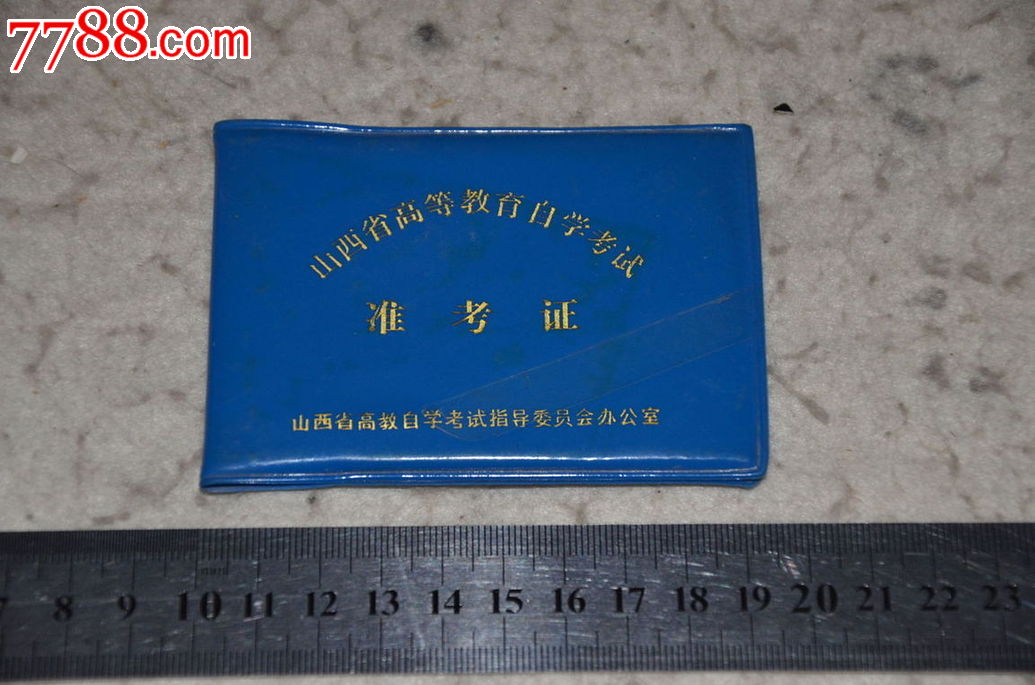 7788.com
山西省高等教育自学考试
准考证
山西省高教自学考试指导委员会办公室
7 8 9 10 11 12 13 14 15 16 17 18 19 20 21 22 23